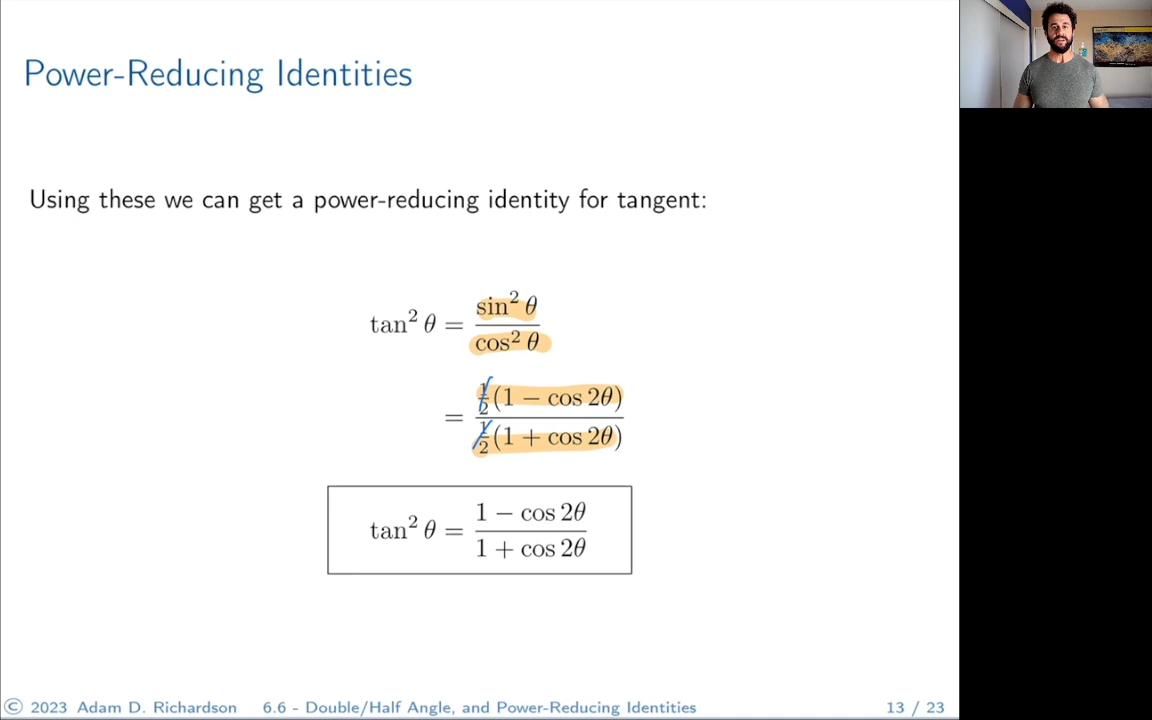 Power-Reducing Identities
Using these we can get a power-reducing identity for tangent:
tan² θ = sin² θ / cos² θ
= ½(1 − cos 2θ) / ½(1 + cos 2θ)
tan² θ = 1 − cos 2θ / 1 + cos 2θ
© 2023 Adam D. Richardson 6.6 - Double/Half Angle, and Power-Reducing Identities 13 / 23